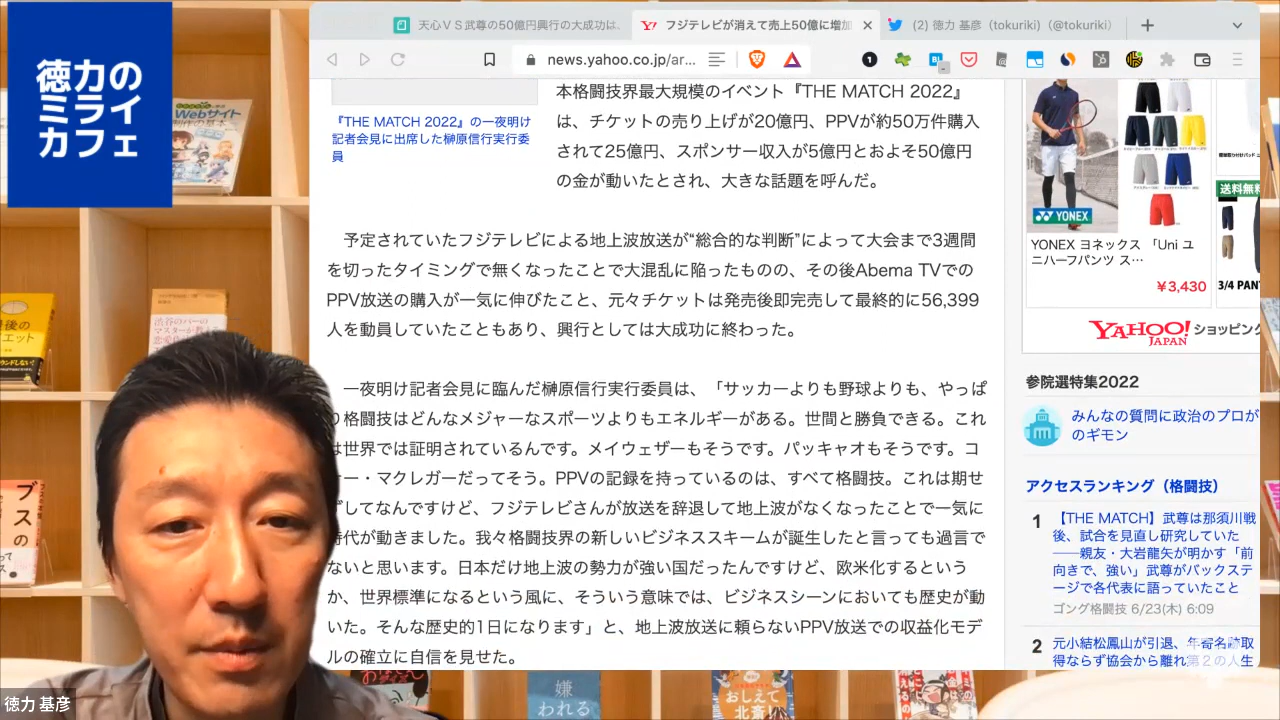 徳力の
ミライ
カフェ
天心ＶＳ武尊の50億円興行の大成功は
フジテレビが消えて売上50億に増加
(2) 徳力 基彦（tokuriki）（@tokuriki）
news.yahoo.co.jp/ar...
『THE MATCH 2022』の一夜明け
記者会見に出席した榊原信行実行委
員
本格闘技界最大規模のイベント『THE MATCH 2022』
は、チケットの売り上げが20億円、PPVが約50万件購入
されて25億円、スポンサー収入が5億円とおよそ50億円
の金が動いたとされ、大きな話題を呼んだ。
予定されていたフジテレビによる地上波放送が“総合的な判断”によって大会まで3週間
を切ったタイミングで無くなったことで大混乱に陥ったものの、その後Abema TVでの
PPV放送の購入が一気に伸びたこと、元々チケットは発売後即完売して最終的に56,399
人を動員していたこともあり、興行としては大成功に終わった。
一夜明け記者会見に臨んだ榊原信行実行委員は、「サッカーよりも野球よりも、やっぱ
り格闘技はどんなメジャーなスポーツよりもエネルギーがある。世間と勝負できる。これ
は世界では証明されているんです。メイウェザーもそうです。パッキャオもそうです。コ
ナー・マクレガーだってそう。PPVの記録を持っているのは、すべて格闘技。これは期せ
ずしてなんですけど、フジテレビさんが放送を辞退して地上波がなくなったことで一気に
時代が動きました。我々格闘技界の新しいビジネススキームが誕生したと言っても過言で
ないと思います。日本だけ地上波の勢力が強い国だったんですけど、欧米化するという
か、世界標準になるという風に、そういう意味では、ビジネスシーンにおいても歴史が動
いた。そんな歴史的1日になります」と、地上波放送に頼らないPPV放送での収益化モデ
ルの確立に自信を見せた。
YONEX
YONEX ヨネックス 「Uni ユ
ニハーフパンツ ス…
￥3,430
送料無料
3/4 PANT
YAHOO! ショッピング
JAPAN
参院選特集2022
みんなの質問に政治のプロが
のギモン
アクセスランキング（格闘技）
1
【THE MATCH】武尊は那須川戦
後、試合を見直し研究していた
――親友・大岩龍矢が明かす「前
向きで、強い」武尊がバックステ
ージで各代表に語っていたこと
ゴング格闘技 6/23(木) 6:09
2
元小結松鳳山が引退、年寄名跡取
得ならず協会から離れ第２の人生
Webサイト
渋谷のバーの
ブスの
嫌
われる
おしえて
北斎！
徳力 基彦